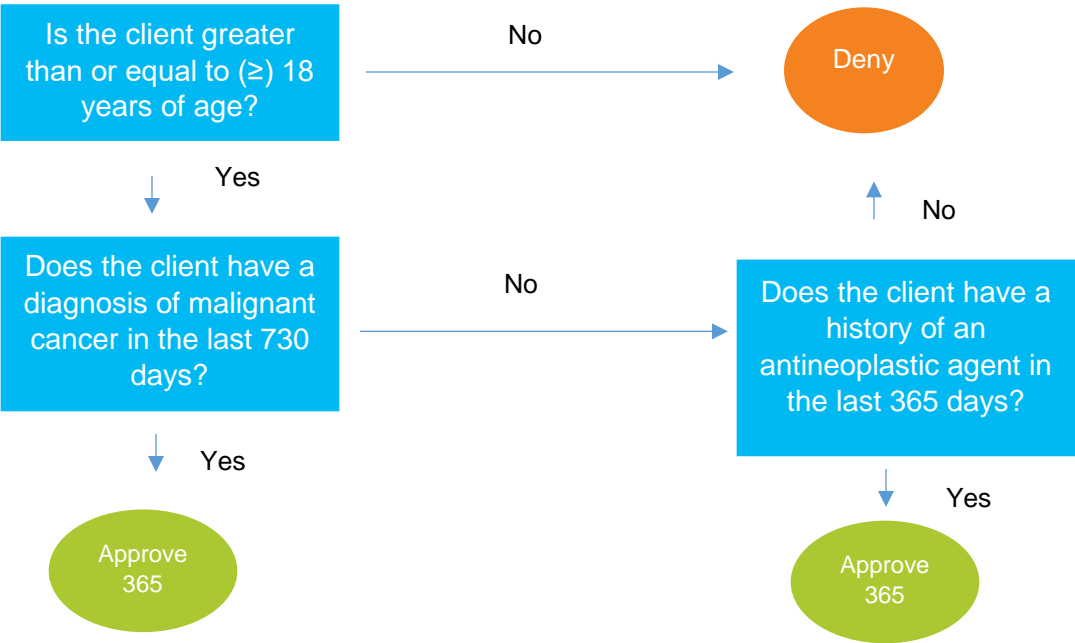 Is the client greater
than or equal to (≥) 18
years of age?
No
Deny
Yes
No
Does the client have a
diagnosis of malignant
cancer in the last 730
days?
No
Does the client have a
history of an
antineoplastic agent in
the last 365 days?
Yes
Yes
Approve
365
Approve
365